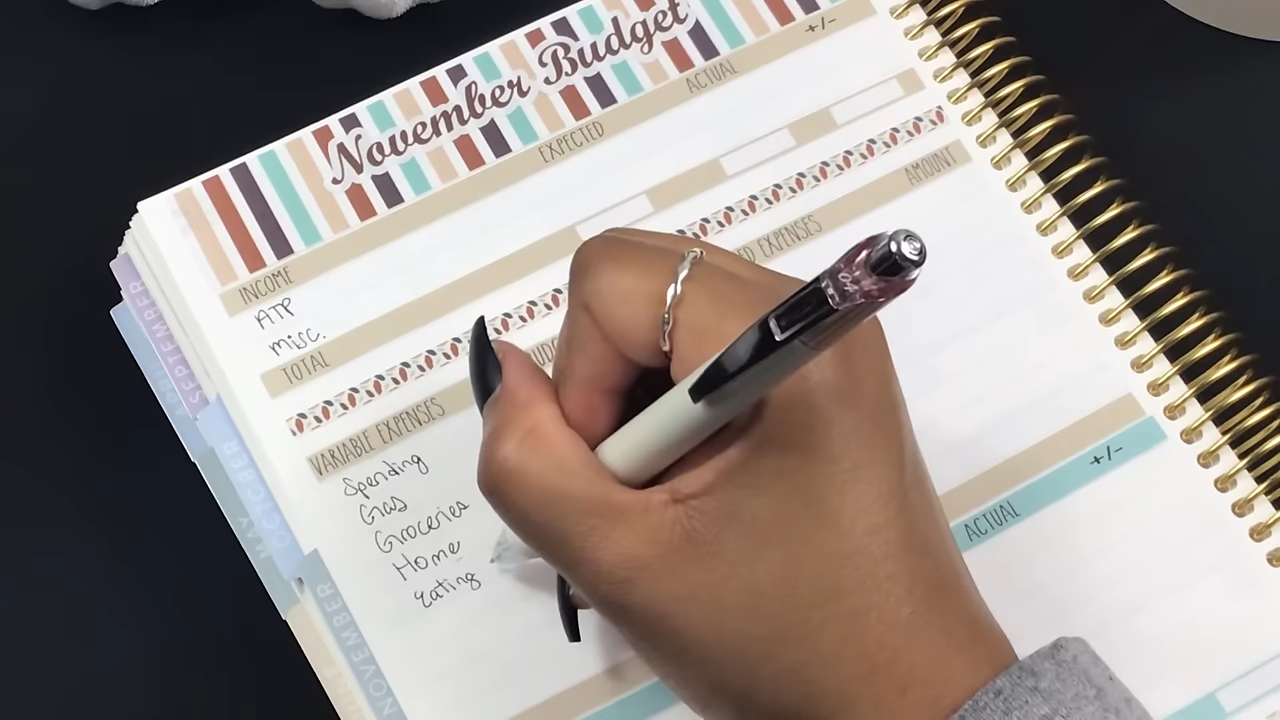 November Budget
EXPECTED ACTUAL +/-
INCOME
ATP
misc.
TOTAL
EXPENSES AMOUNT
VARIABLE EXPENSES
Spending
Gas
Groceries
Home
Eating
ACTUAL +/-
SEPTEMBER
OCTOBER
MAY
NOVEMBER
04